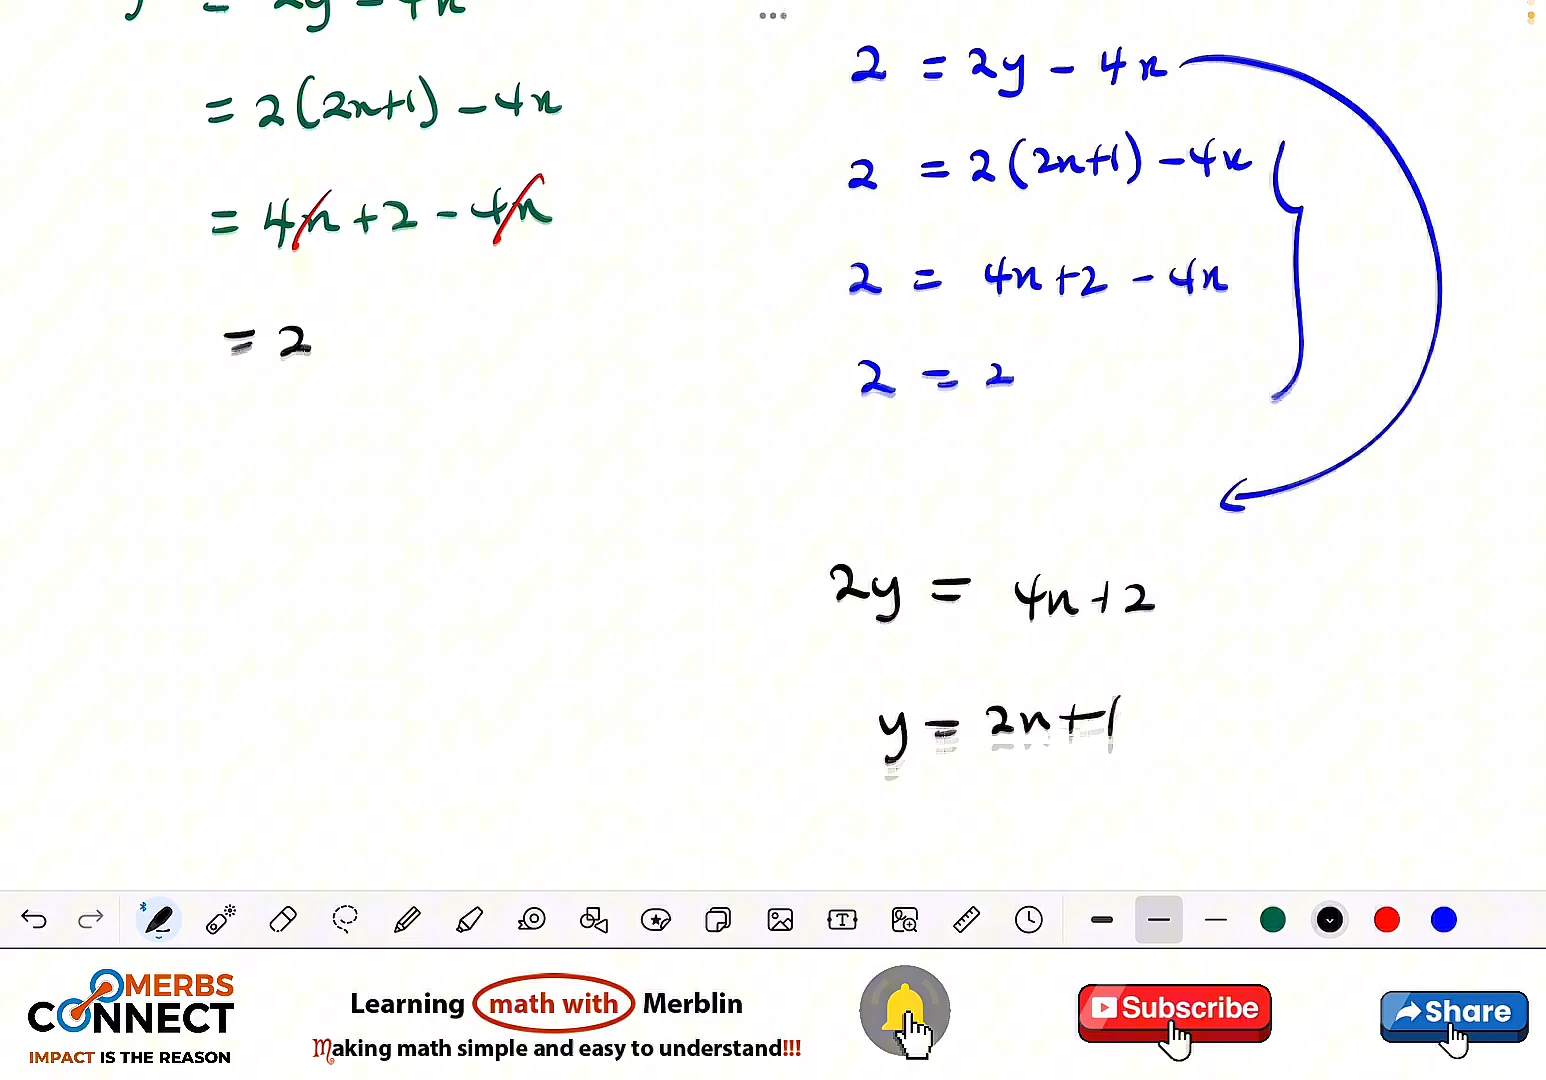 = 2y - 4x
= 2(2x+1) - 4x
= 4x + 2 - 4x
= 2
2 = 2y - 4x
2 = 2(2x+1) - 4x
2 = 4x + 2 - 4x
2 = 2
2y = 4x + 2
y = 2x + 1
MERBS
CONNECT
IMPACT IS THE REASON
Learning math with Merblin
Making math simple and easy to understand!!!
Subscribe
Share